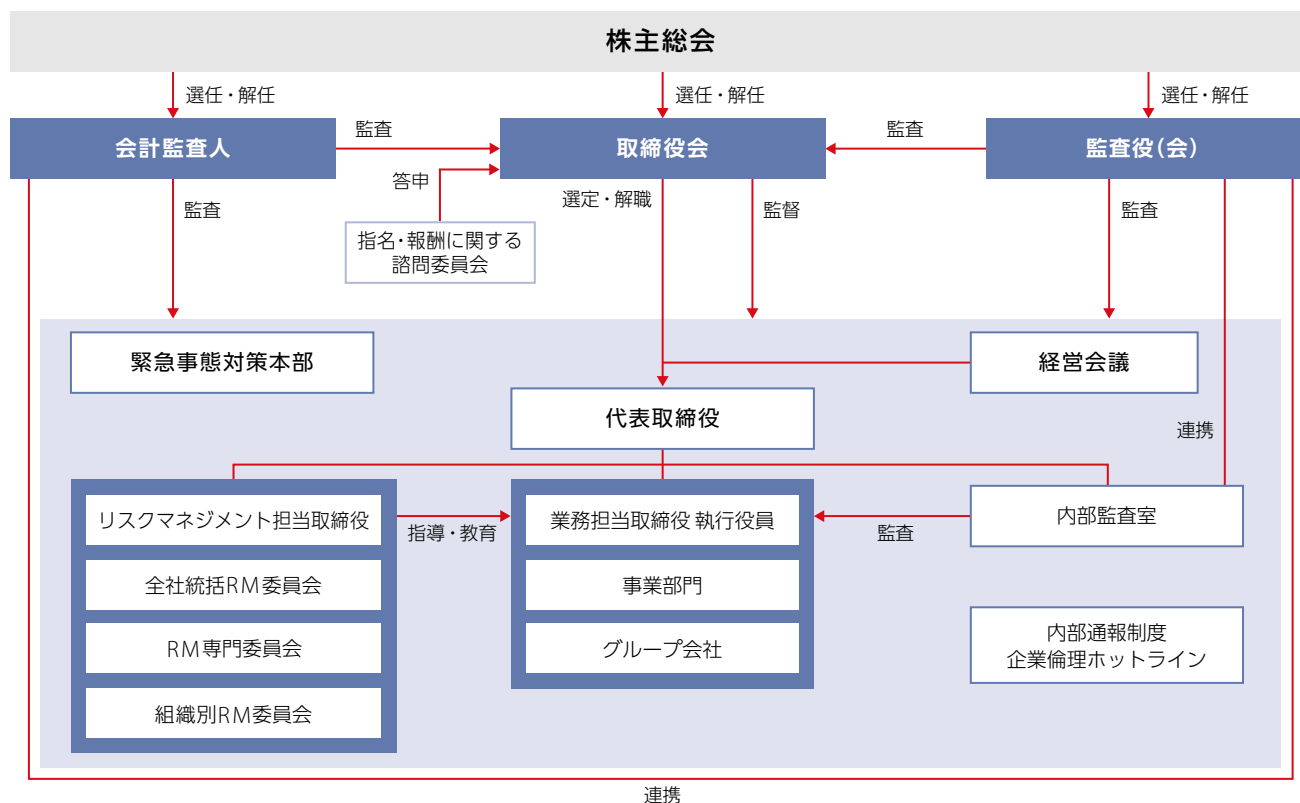 株主総会
選任・解任
選任・解任
選任・解任
会計監査人
監査
取締役会
監査
監査役(会)
答申
監査
選定・解職
監督
監査
指名・報酬に関する
諮問委員会
緊急事態対策本部
経営会議
代表取締役
連携
リスクマネジメント担当取締役
指導・教育
業務担当取締役 執行役員
監査
内部監査室
全社統括RM委員会
事業部門
RM専門委員会
グループ会社
内部通報制度
企業倫理ホットライン
組織別RM委員会
連携